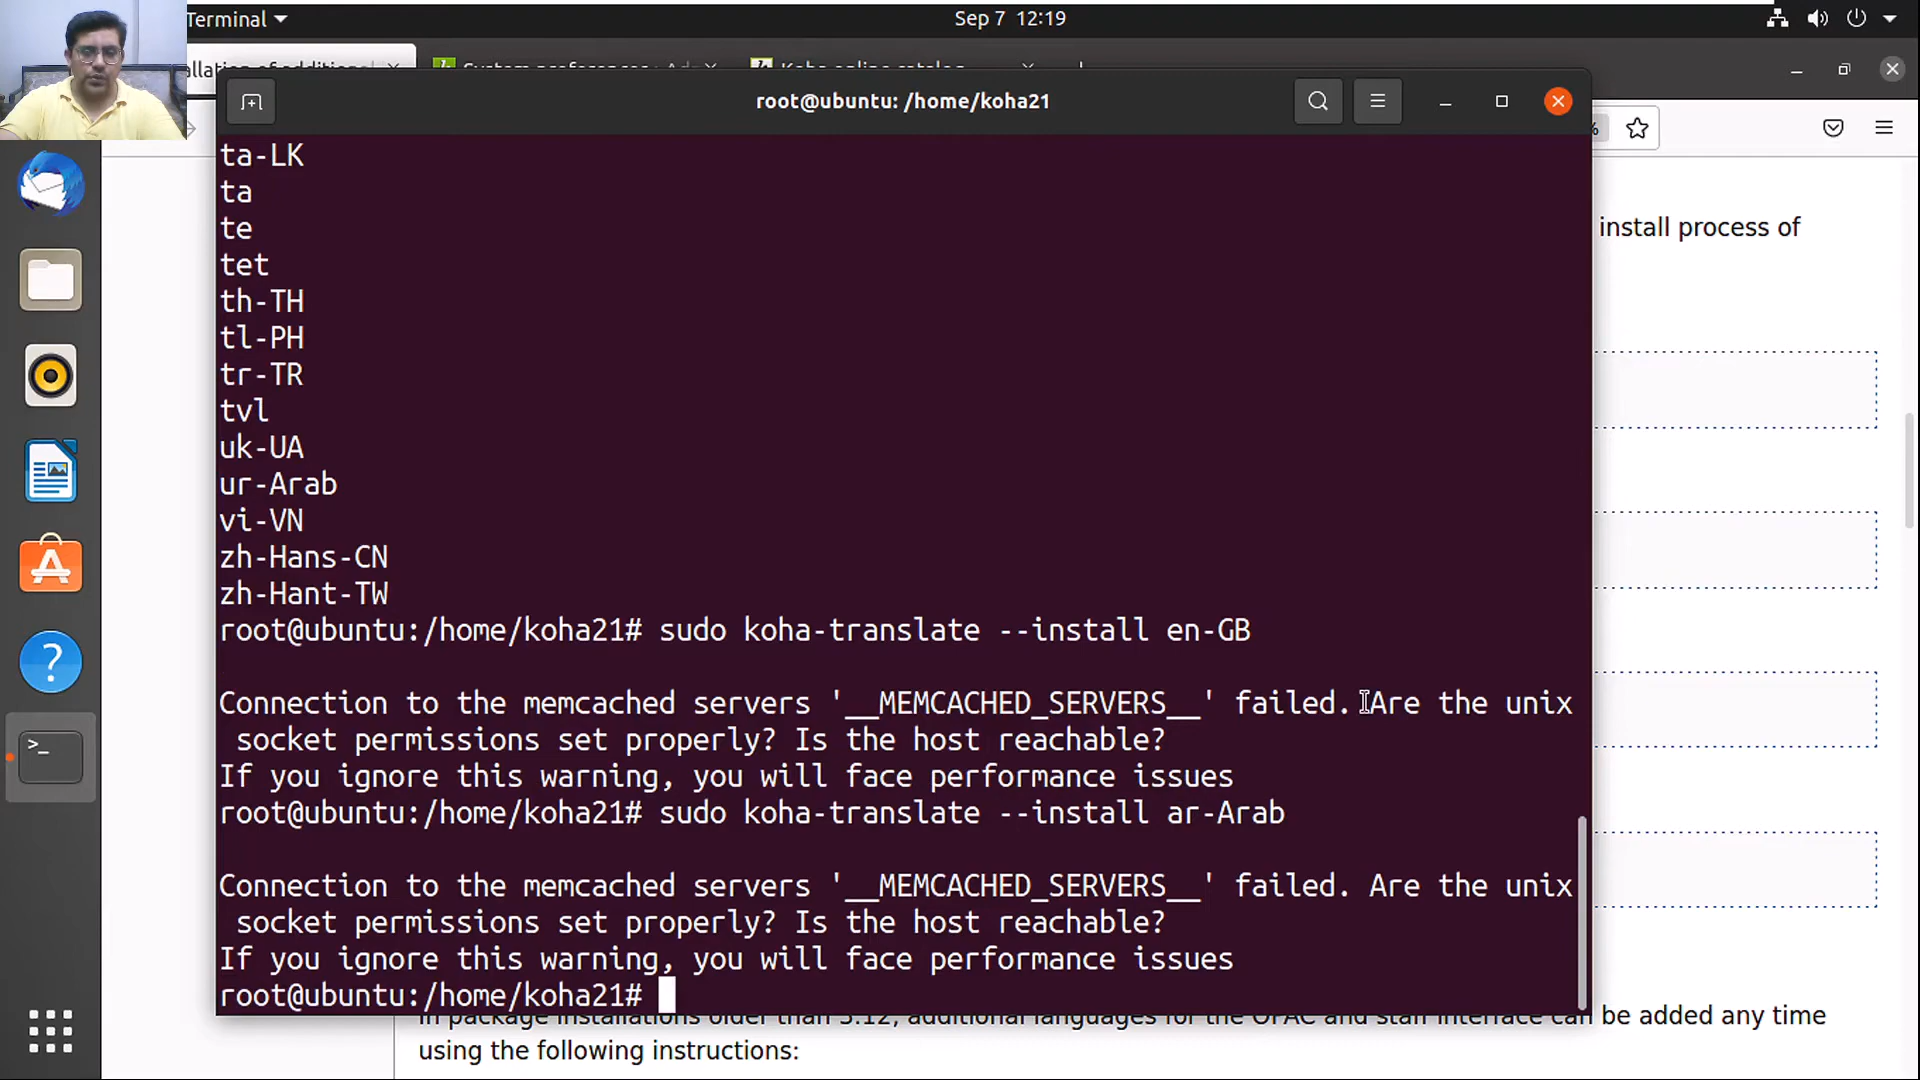 Terminal
Sep 7 12:19
root@ubuntu: /home/koha21
ta-LK
ta
te
tet
th-TH
tl-PH
tr-TR
tvl
uk-UA
ur-Arab
vi-VN
zh-Hans-CN
zh-Hant-TW
root@ubuntu:/home/koha21# sudo koha-translate --install en-GB
Connection to the memcached servers '__MEMCACHED_SERVERS__' failed. Are the unix
socket permissions set properly? Is the host reachable?
If you ignore this warning, you will face performance issues
root@ubuntu:/home/koha21# sudo koha-translate --install ar-Arab
Connection to the memcached servers '__MEMCACHED_SERVERS__' failed. Are the unix
socket permissions set properly? Is the host reachable?
If you ignore this warning, you will face performance issues
root@ubuntu:/home/koha21#
install process of
In package installations older than 3.12, additional languages for the OPAC and staff interface can be added any time
using the following instructions: